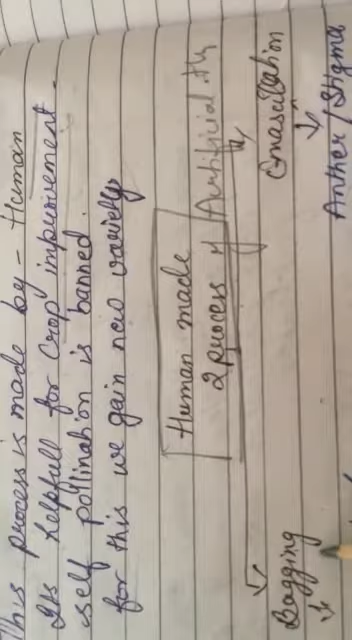 This process is made by - Human
Its helpfull for crop improvement.
self pollination is banned.
for this we gain new variety
Human made
2 process of Artificial Hy
Bagging
Emasculation
Anther / Stigma